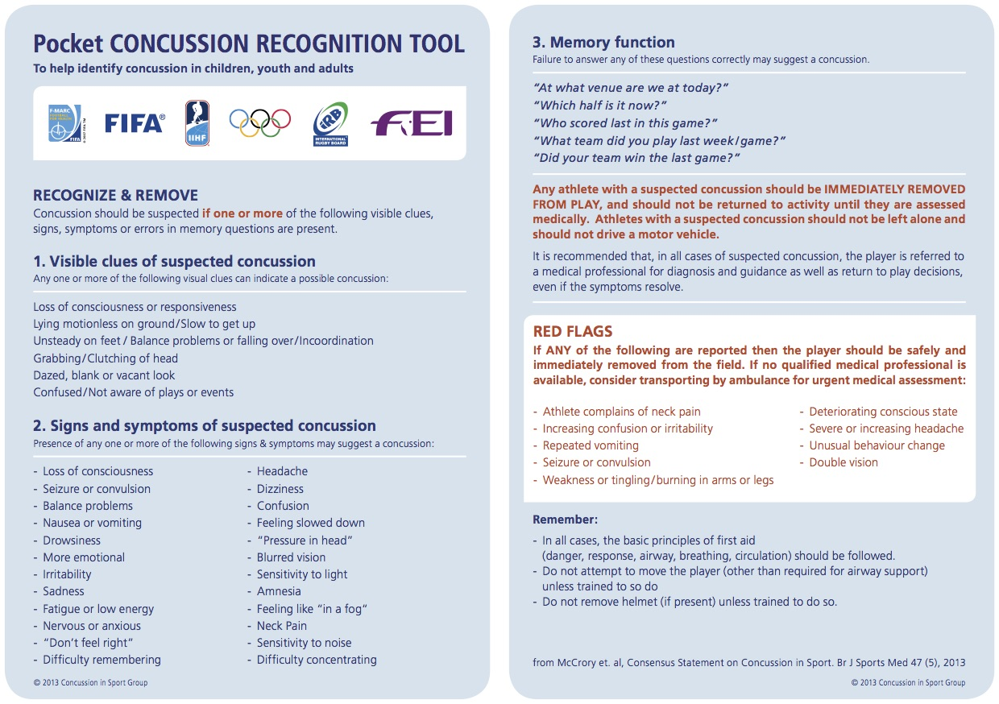 Pocket CONCUSSION RECOGNITION TOOL
To help identify concussion in children, youth and adults
F-MARC
FOOTBALL FOR HEALTH
FIFA
© 2007 FIFA TM
FIFA®
IIHF
IRB
INTERNATIONAL
RUGBY BOARD
FEI
RECOGNIZE & REMOVE
Concussion should be suspected if one or more of the following visible clues,
signs, symptoms or errors in memory questions are present.
1. Visible clues of suspected concussion
Any one or more of the following visual clues can indicate a possible concussion:
Loss of consciousness or responsiveness
Lying motionless on ground/Slow to get up
Unsteady on feet / Balance problems or falling over/Incoordination
Grabbing/Clutching of head
Dazed, blank or vacant look
Confused/Not aware of plays or events
2. Signs and symptoms of suspected concussion
Presence of any one or more of the following signs & symptoms may suggest a concussion:
- Loss of consciousness
- Seizure or convulsion
- Balance problems
- Nausea or vomiting
- Drowsiness
- More emotional
- Irritability
- Sadness
- Fatigue or low energy
- Nervous or anxious
- “Don’t feel right”
- Difficulty remembering
- Headache
- Dizziness
- Confusion
- Feeling slowed down
- “Pressure in head”
- Blurred vision
- Sensitivity to light
- Amnesia
- Feeling like “in a fog“
- Neck Pain
- Sensitivity to noise
- Difficulty concentrating
© 2013 Concussion in Sport Group
3. Memory function
Failure to answer any of these questions correctly may suggest a concussion.
“At what venue are we at today?”
“Which half is it now?”
“Who scored last in this game?”
“What team did you play last week/game?”
“Did your team win the last game?”
Any athlete with a suspected concussion should be IMMEDIATELY REMOVED
FROM PLAY, and should not be returned to activity until they are assessed
medically. Athletes with a suspected concussion should not be left alone and
should not drive a motor vehicle.
It is recommended that, in all cases of suspected concussion, the player is referred to
a medical professional for diagnosis and guidance as well as return to play decisions,
even if the symptoms resolve.
RED FLAGS
If ANY of the following are reported then the player should be safely and
immediately removed from the field. If no qualified medical professional is
available, consider transporting by ambulance for urgent medical assessment:
- Athlete complains of neck pain
- Increasing confusion or irritability
- Repeated vomiting
- Seizure or convulsion
- Weakness or tingling/burning in arms or legs
- Deteriorating conscious state
- Severe or increasing headache
- Unusual behaviour change
- Double vision
Remember:
- In all cases, the basic principles of first aid
(danger, response, airway, breathing, circulation) should be followed.
- Do not attempt to move the player (other than required for airway support)
unless trained to so do
- Do not remove helmet (if present) unless trained to do so.
from McCrory et. al, Consensus Statement on Concussion in Sport. Br J Sports Med 47 (5), 2013
© 2013 Concussion in Sport Group